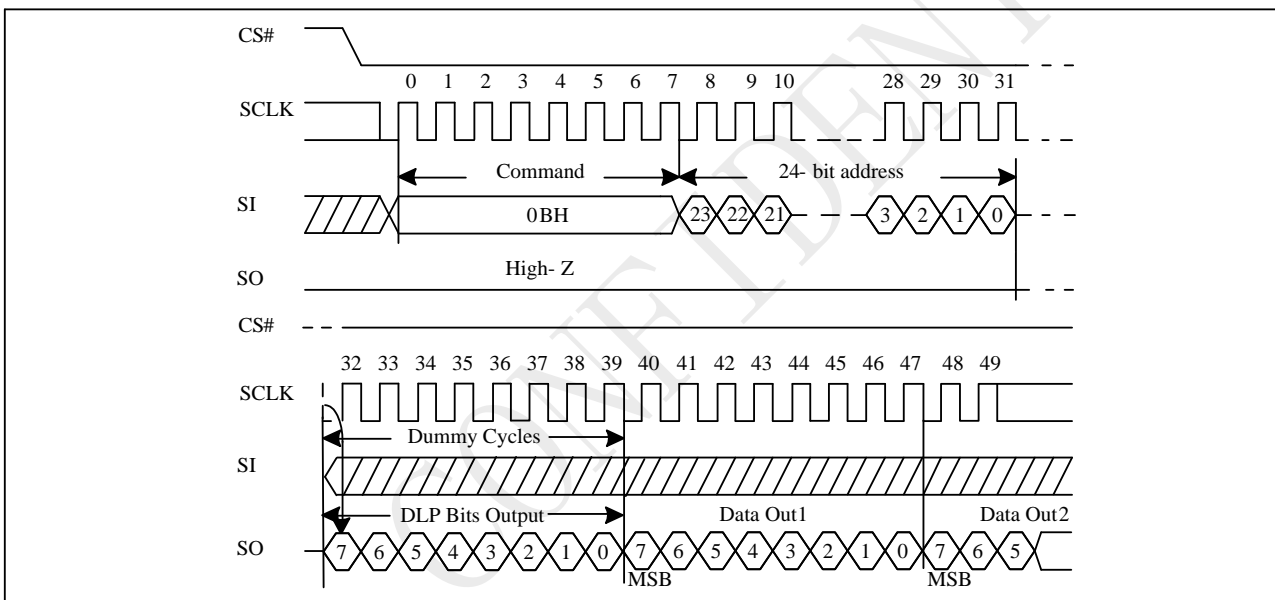 CS#
0 1 2 3 4 5 6 7 8 9 10 28 29 30 31
SCLK
Command 24- bit address
SI 0BH 23 22 21 3 2 1 0
SO High- Z
CS#
32 33 34 35 36 37 38 39 40 41 42 43 44 45 46 47 48 49
SCLK
Dummy Cycles
SI
DLP Bits Output Data Out1 Data Out2
SO 7 6 5 4 3 2 1 0 7 6 5 4 3 2 1 0 7 6 5
MSB MSB
CONFIDEN